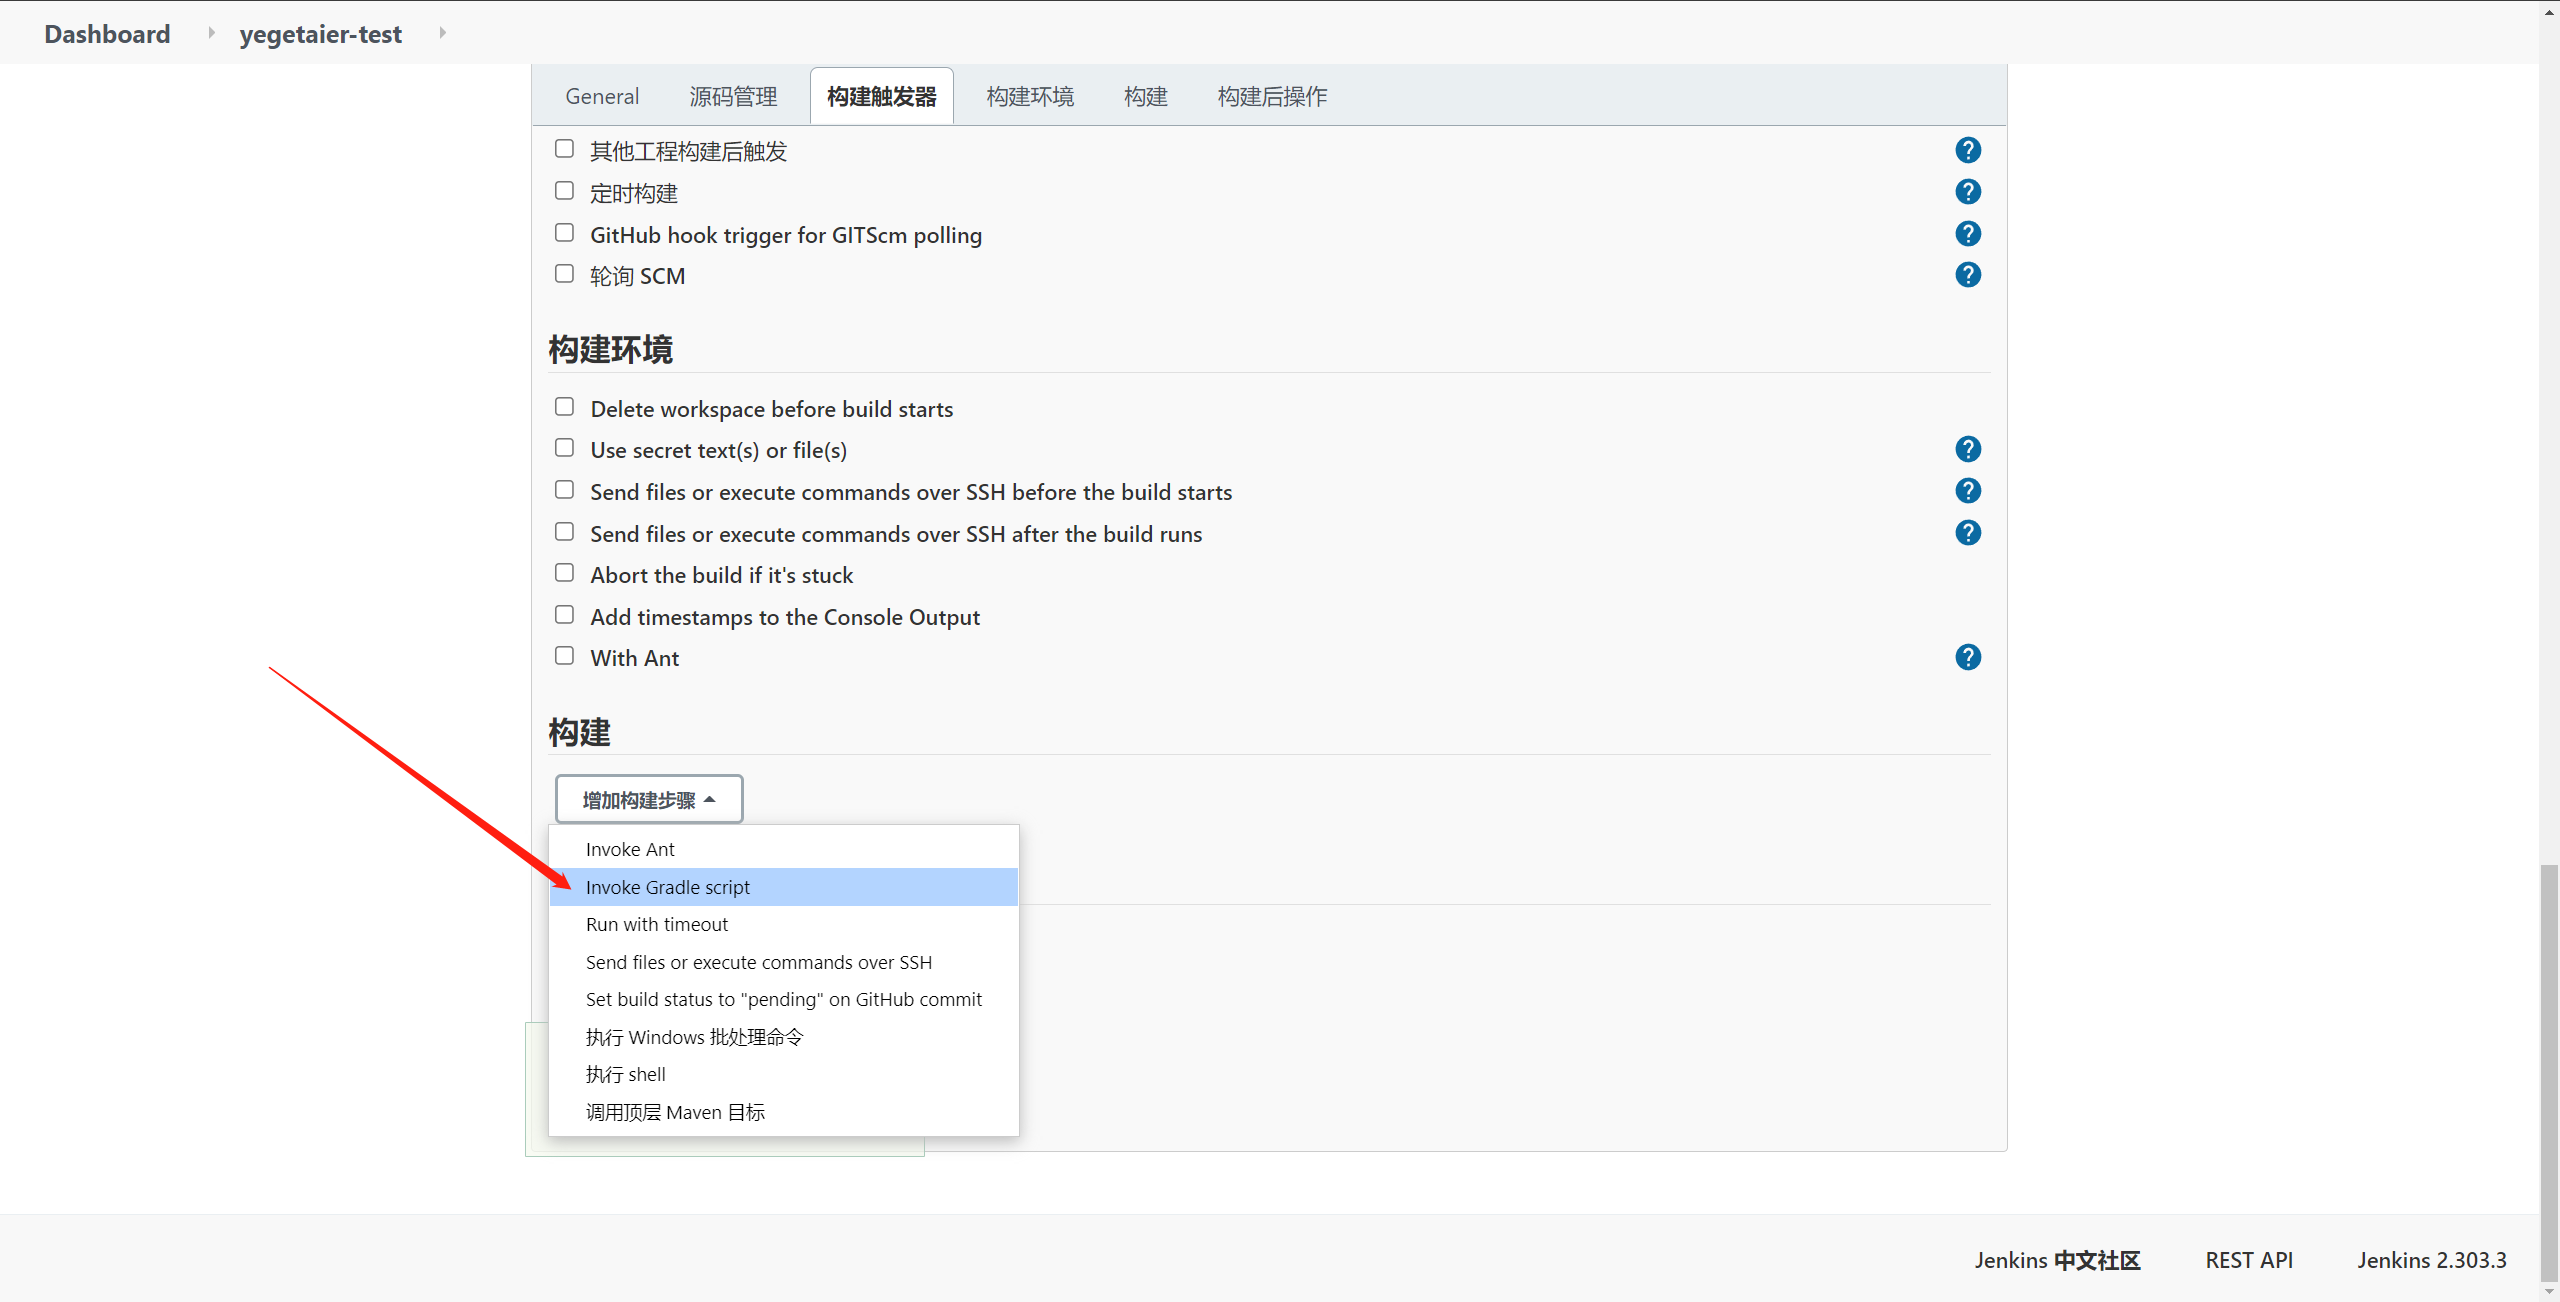 Dashboard yegetaier-test
General 源码管理 构建触发器 构建环境 构建 构建后操作
其他工程构建后触发
定时构建
GitHub hook trigger for GITScm polling
轮询 SCM
构建环境
Delete workspace before build starts
Use secret text(s) or file(s)
Send files or execute commands over SSH before the build starts
Send files or execute commands over SSH after the build runs
Abort the build if it's stuck
Add timestamps to the Console Output
With Ant
构建
增加构建步骤
Invoke Ant
Invoke Gradle script
Run with timeout
Send files or execute commands over SSH
Set build status to "pending" on GitHub commit
执行 Windows 批处理命令
执行 shell
调用顶层 Maven 目标
Jenkins 中文社区 REST API Jenkins 2.303.3